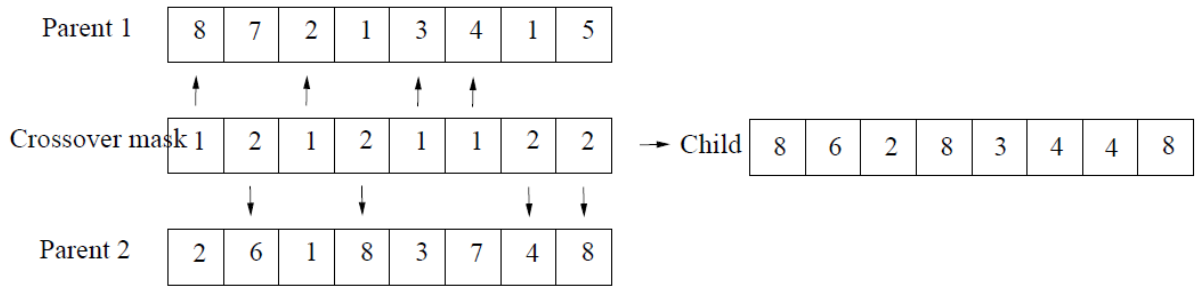 Parent 1 8 7 2 1 3 4 1 5
Crossover mask 1 2 1 2 1 1 2 2 Child 8 6 2 8 3 4 4 8
Parent 2 2 6 1 8 3 7 4 8